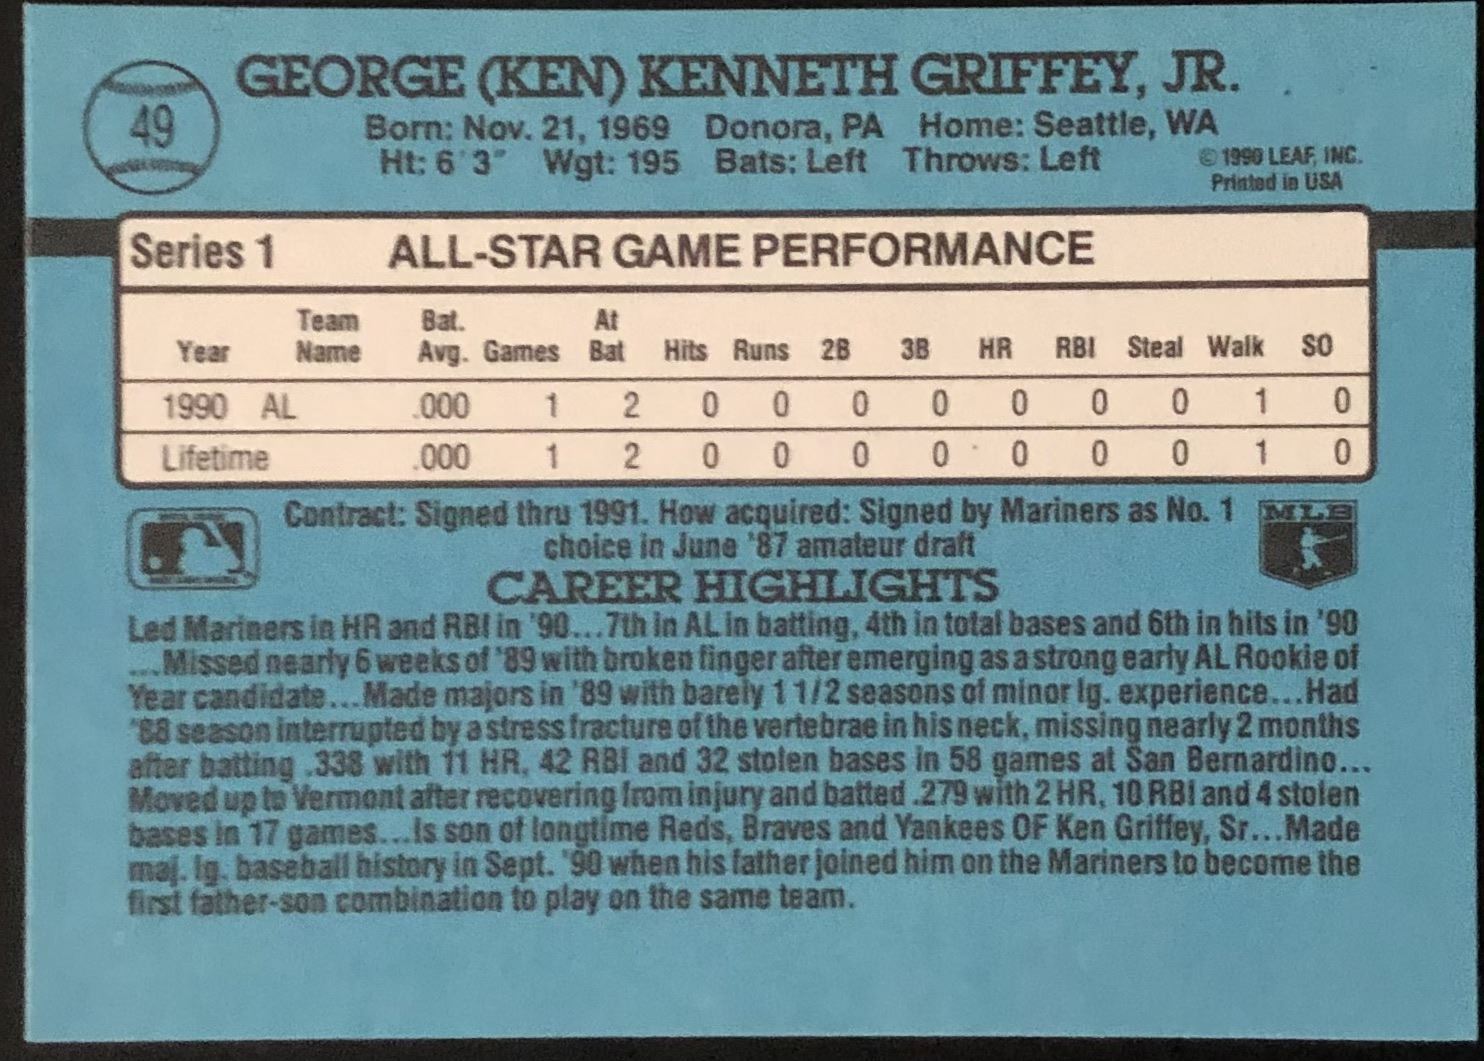 49
GEORGE (KEN) KENNETH GRIFFEY, JR.
Born: Nov. 21, 1969 Donora, PA Home: Seattle, WA
Ht: 6'3" Wgt: 195 Bats: Left Throws: Left
© 1990 LEAF, INC.
Printed in USA
Series 1 ALL-STAR GAME PERFORMANCE
Year Team Name Bat. Avg. Games At Bat Hits Runs 2B 3B HR RBI Steal Walk SO
1990 AL .000 1 2 0 0 0 0 0 0 0 1 0
Lifetime .000 1 2 0 0 0 0 0 0 0 1 0
Contract: Signed thru 1991. How acquired: Signed by Mariners as No. 1
choice in June '87 amateur draft
MLB
CAREER HIGHLIGHTS
Led Mariners in HR and RBI in '90...7th in AL in batting, 4th in total bases and 6th in hits in '90
...Missed nearly 6 weeks of '89 with broken finger after emerging as a strong early AL Rookie of
Year candidate...Made majors in '89 with barely 1 1/2 seasons of minor lg. experience...Had
'88 season interrupted by a stress fracture of the vertebrae in his neck, missing nearly 2 months
after batting .338 with 11 HR, 42 RBI and 32 stolen bases in 58 games at San Bernardino...
Moved up to Vermont after recovering from injury and batted .279 with 2 HR, 10 RBI and 4 stolen
bases in 17 games...Is son of longtime Reds, Braves and Yankees OF Ken Griffey, Sr...Made
maj. lg. baseball history in Sept. '90 when his father joined him on the Mariners to become the
first father-son combination to play on the same team.